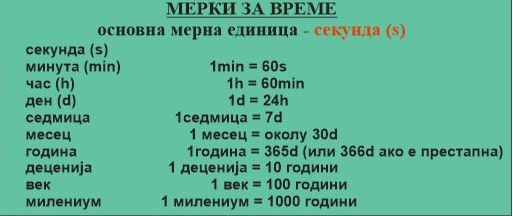 МЕРКИ ЗА ВРЕМЕ
основна мерна единица - секунда (s)
секунда (s)
минута (min) 1min = 60s
час (h) 1h = 60min
ден (d) 1d = 24h
седмица 1седмица = 7d
месец 1 месец = околу 30d
година 1година = 365d (или 366d ако е престапна)
деценија 1 деценија = 10 години
век 1 век = 100 години
милениум 1 милениум = 1000 години